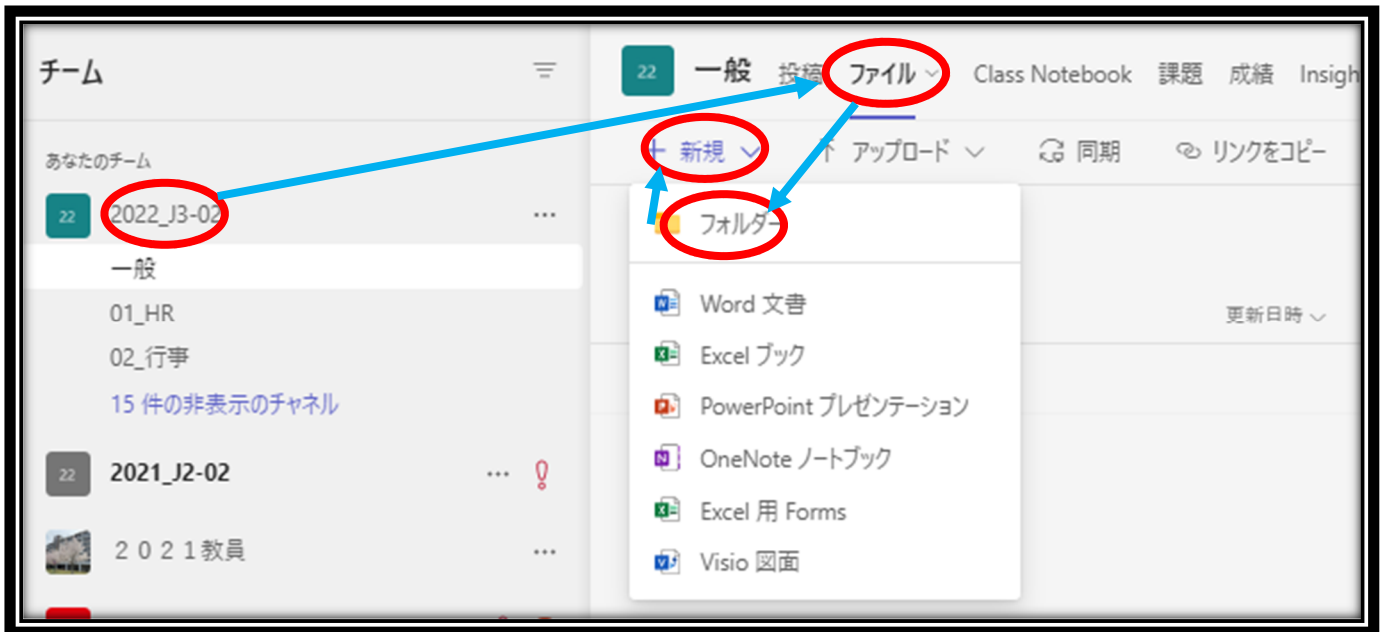 チーム
あなたのチーム
22 2022_J3-02 …
一般
01_HR
02_行事
15 件の非表示のチャネル
22 2021_J2-02 …
2021教員 …
22 一般 投稿 ファイル Class Notebook 課題 成績 Insigh
+ 新規 アップロード 同期 リンクをコピー
フォルダー
更新日時
Word 文書
Excel ブック
PowerPoint プレゼンテーション
OneNote ノートブック
Excel 用 Forms
Visio 図面